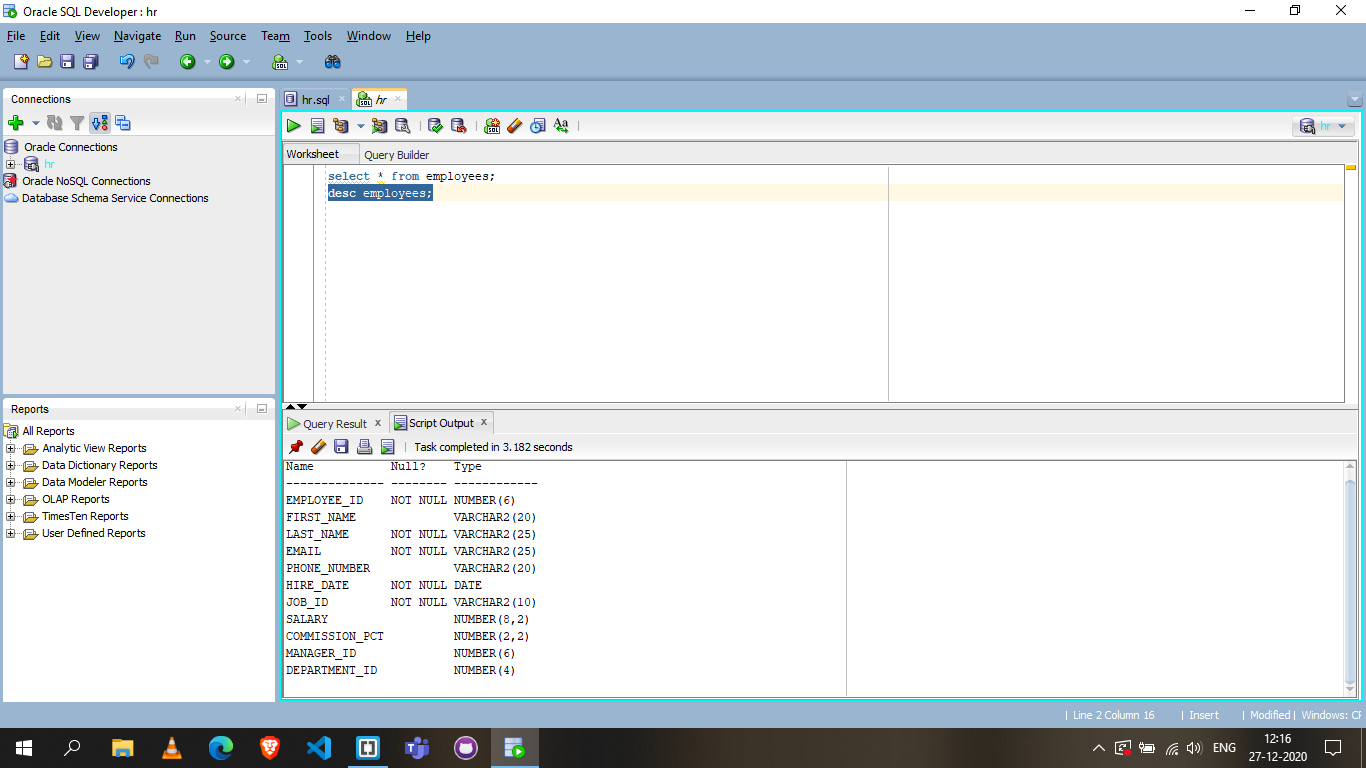 Oracle SQL Developer : hr
File Edit View Navigate Run Source Team Tools Window Help
Connections
Oracle Connections
hr
Oracle NoSQL Connections
Database Schema Service Connections
Reports
All Reports
Analytic View Reports
Data Dictionary Reports
Data Modeler Reports
OLAP Reports
TimesTen Reports
User Defined Reports
hr.sql hr
hr
Worksheet Query Builder
select * from employees;
desc employees;
Query Result Script Output
Task completed in 3.182 seconds
Name Null? Type
-------------- -------- ------------
EMPLOYEE_ID NOT NULL NUMBER(6)
FIRST_NAME VARCHAR2(20)
LAST_NAME NOT NULL VARCHAR2(25)
EMAIL NOT NULL VARCHAR2(25)
PHONE_NUMBER VARCHAR2(20)
HIRE_DATE NOT NULL DATE
JOB_ID NOT NULL VARCHAR2(10)
SALARY NUMBER(8,2)
COMMISSION_PCT NUMBER(2,2)
MANAGER_ID NUMBER(6)
DEPARTMENT_ID NUMBER(4)
| Line 2 Column 16 | Insert | Modified | Windows: CF
ENG
12:16
27-12-2020